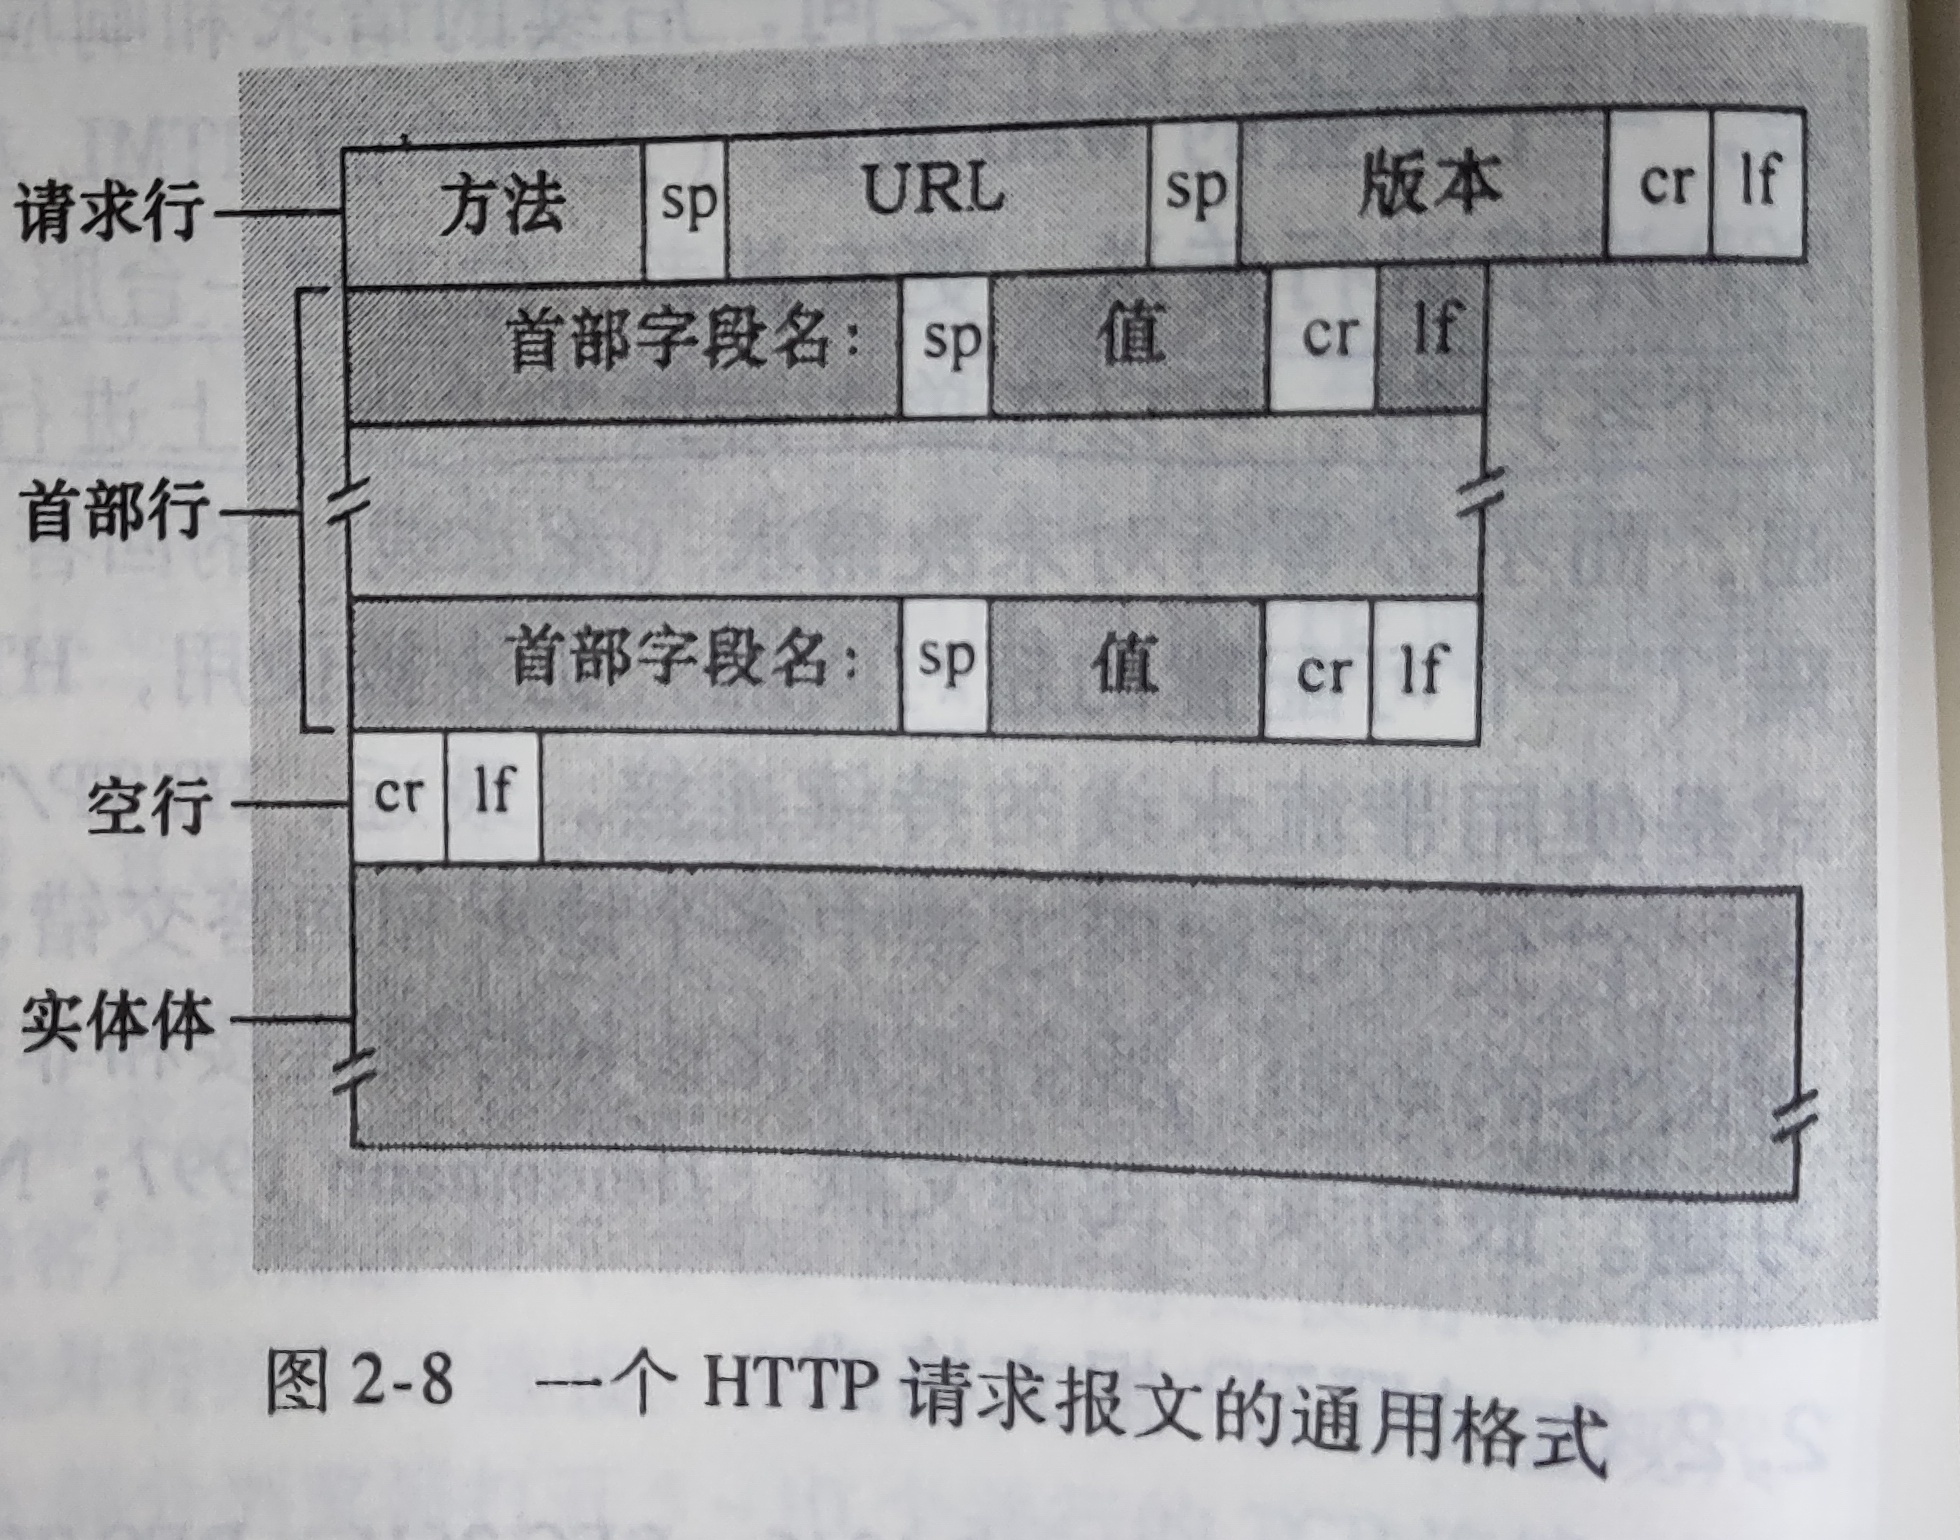 请求行 方法 sp URL sp 版本 cr lf
首部字段名: sp 值 cr lf
首部行
首部字段名: sp 值 cr lf
空行 cr lf
实体体
图 2-8 一个 HTTP 请求报文的通用格式